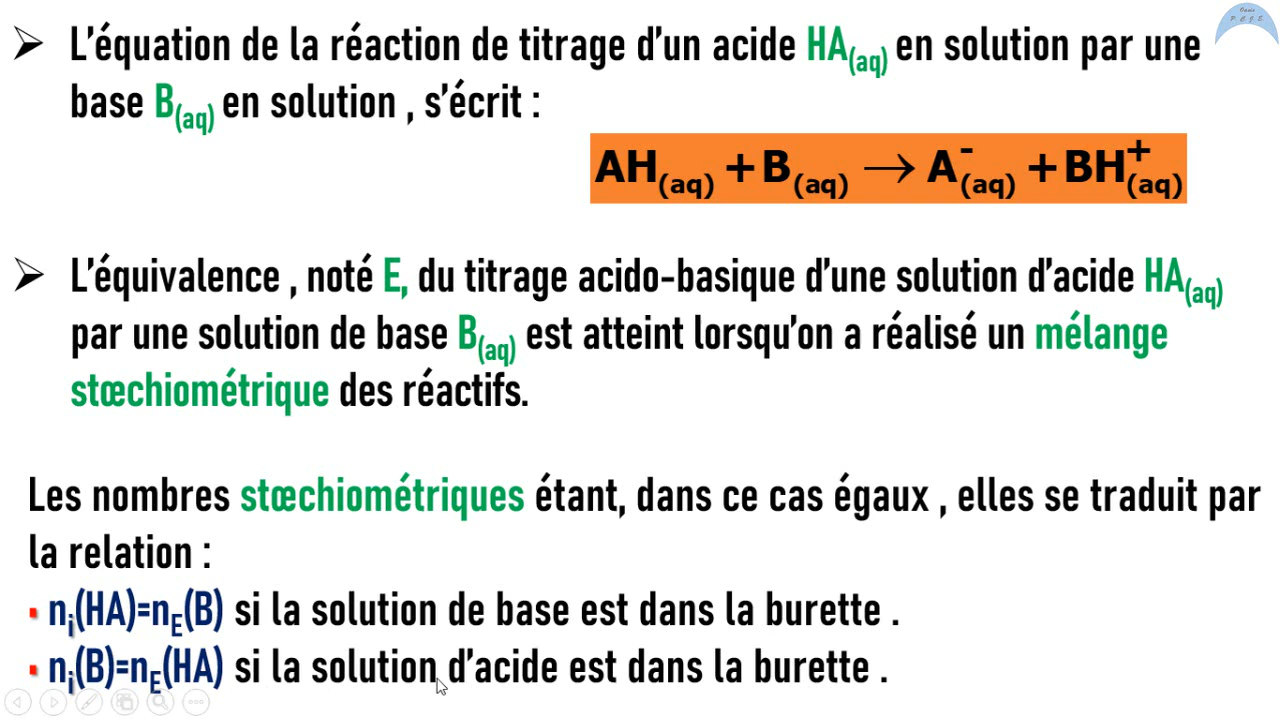 ➢ L'équation de la réaction de titrage d'un acide HA(aq) en solution par une
base B(aq) en solution , s'écrit :
AH(aq) + B(aq) → A-(aq) + BH+(aq)
➢ L'équivalence , noté E, du titrage acido-basique d'une solution d'acide HA(aq)
par une solution de base B(aq) est atteint lorsqu'on a réalisé un mélange
stœchiométrique des réactifs.
Les nombres stœchiométriques étant, dans ce cas égaux , elles se traduit par
la relation :
▪ ni(HA)=nE(B) si la solution de base est dans la burette .
▪ ni(B)=nE(HA) si la solution d'acide est dans la burette .